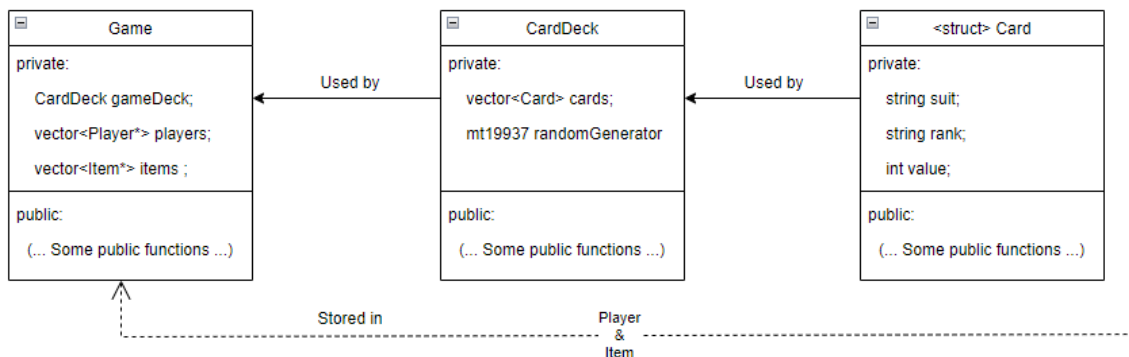 Game
private:
CardDeck gameDeck;
vector<Player*> players;
vector<Item*> items ;
public:
(... Some public functions ...)
Used by
CardDeck
private:
vector<Card> cards;
mt19937 randomGenerator
public:
(... Some public functions ...)
Used by
<struct> Card
private:
string suit;
string rank;
int value;
public:
(... Some public functions ...)
Stored in
Player
&
Item